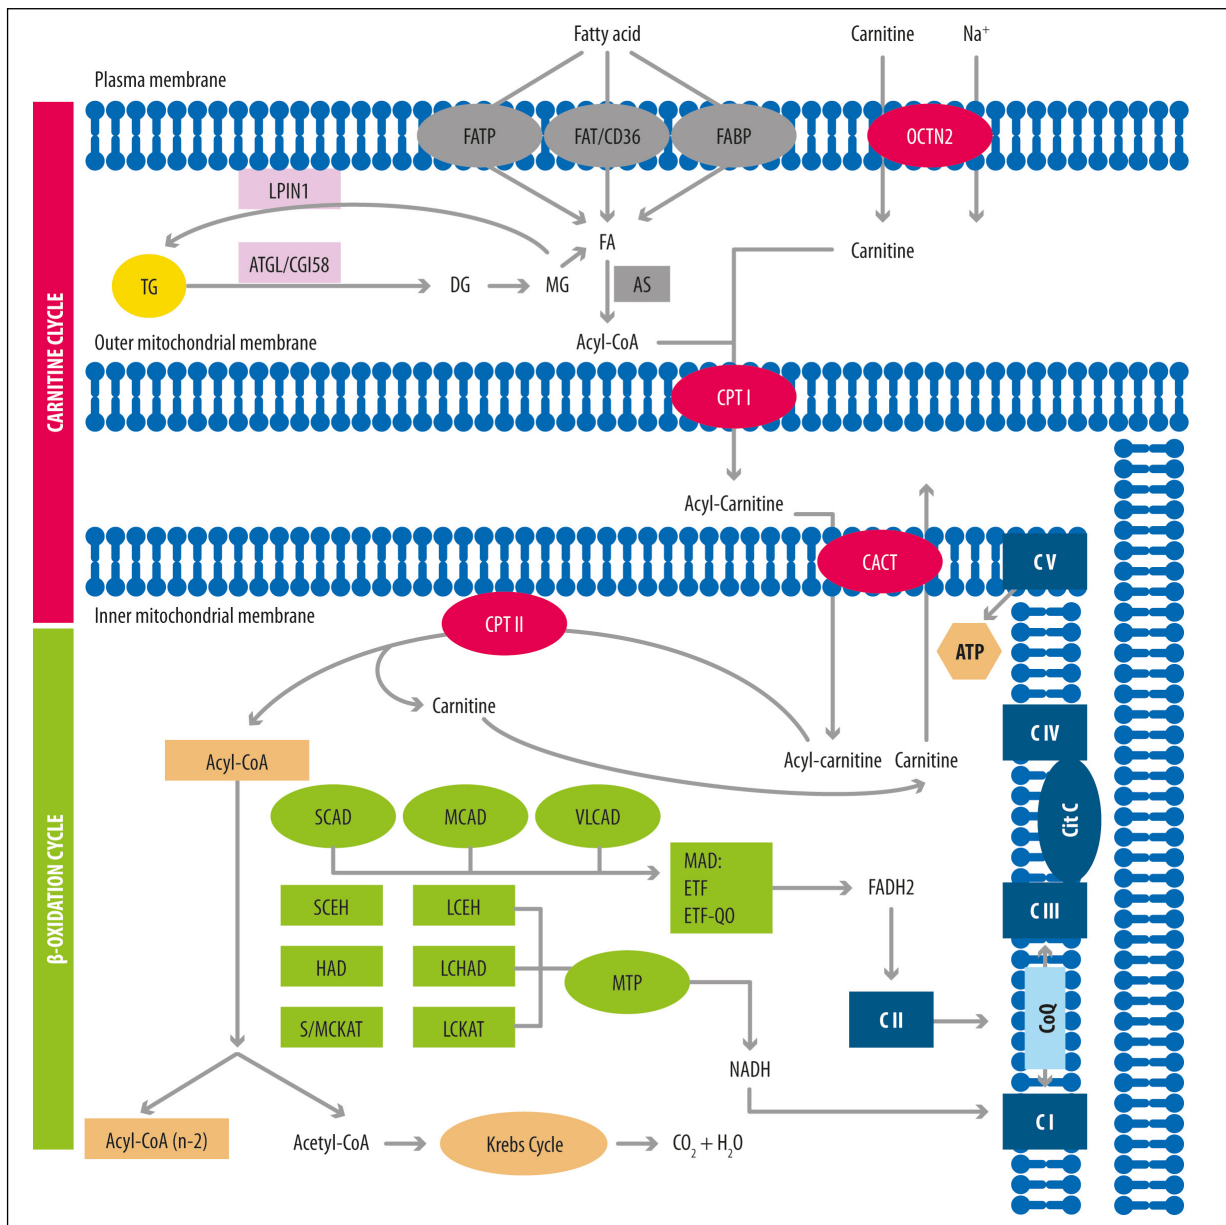 Fatty acid
Carnitine
Na⁺
Plasma membrane
FATP
FAT/CD36
FABP
OCTN2
LPIN1
FA
Carnitine
ATGL/CGI58
TG
DG
MG
AS
Outer mitochondrial membrane
Acyl-CoA
CARNITINE CLYCLE
CPT I
Acyl-Carnitine
CACT
C V
Inner mitochondrial membrane
CPT II
ATP
Carnitine
C IV
Acyl-CoA
Acyl-carnitine
Carnitine
β-OXIDATION CYCLE
SCAD
MCAD
VLCAD
Cit C
MAD:
ETF
ETF-QO
FADH2
SCEH
LCEH
C III
HAD
LCHAD
MTP
S/MCKAT
LCKAT
C II
CoQ
NADH
C I
Acyl-CoA (n-2)
Acetyl-CoA
Krebs Cycle
CO₂ + H₂O